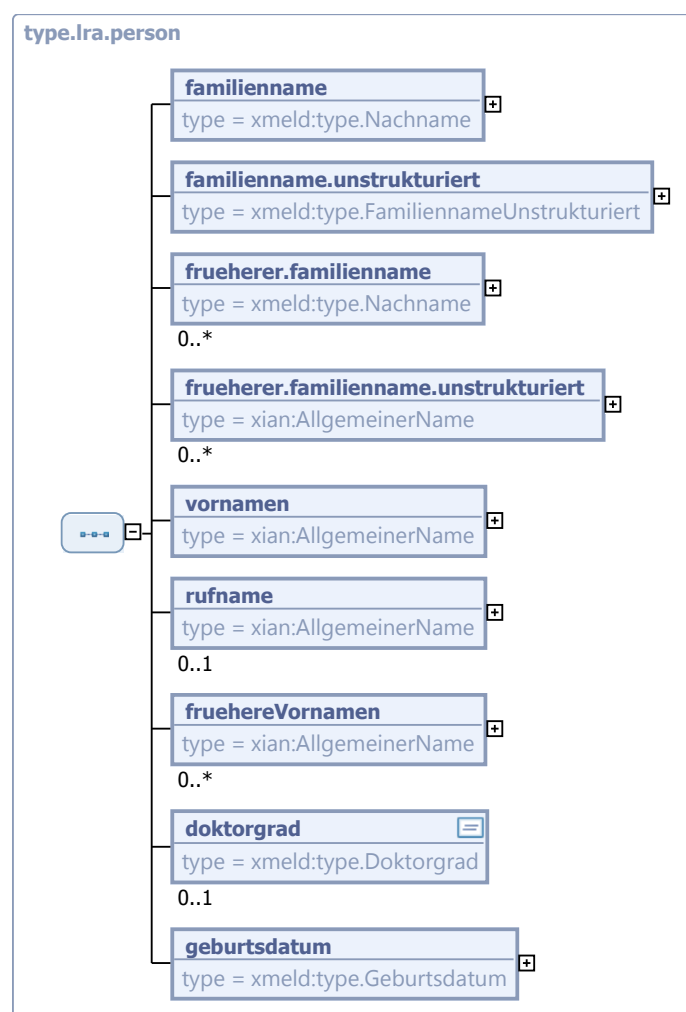 type.lra.person
familienname
type = xmeld:type.Nachname
familienname.unstrukturiert
type = xmeld:type.FamiliennameUnstrukturiert
frueherer.familienname
type = xmeld:type.Nachname
0..*
frueherer.familienname.unstrukturiert
type = xian:AllgemeinerName
0..*
vornamen
type = xian:AllgemeinerName
rufname
type = xian:AllgemeinerName
0..1
fruehereVornamen
type = xian:AllgemeinerName
0..*
doktorgrad
type = xmeld:type.Doktorgrad
0..1
geburtsdatum
type = xmeld:type.Geburtsdatum